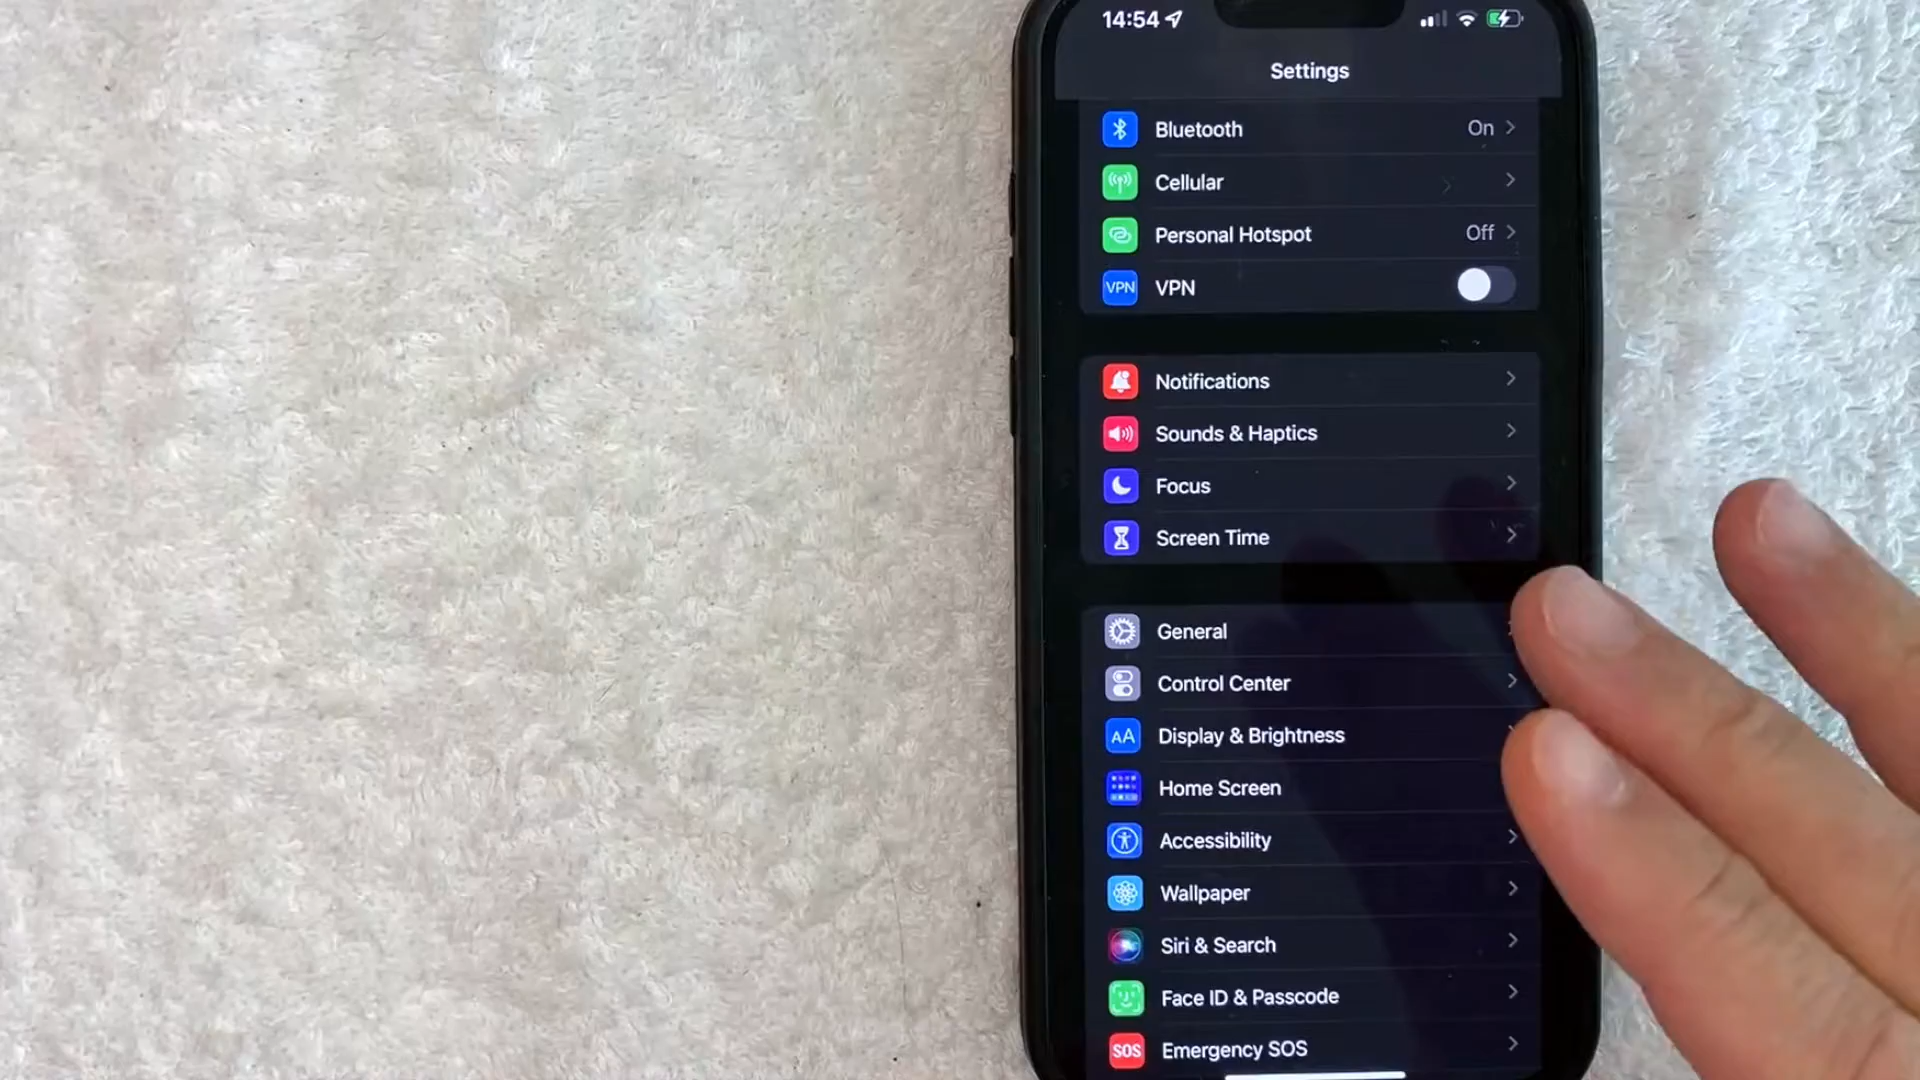 14:54
Settings
Bluetooth On
Cellular
Personal Hotspot Off
VPN VPN
Notifications
Sounds & Haptics
Focus
Screen Time
General
Control Center
AA Display & Brightness
Home Screen
Accessibility
Wallpaper
Siri & Search
Face ID & Passcode
SOS Emergency SOS